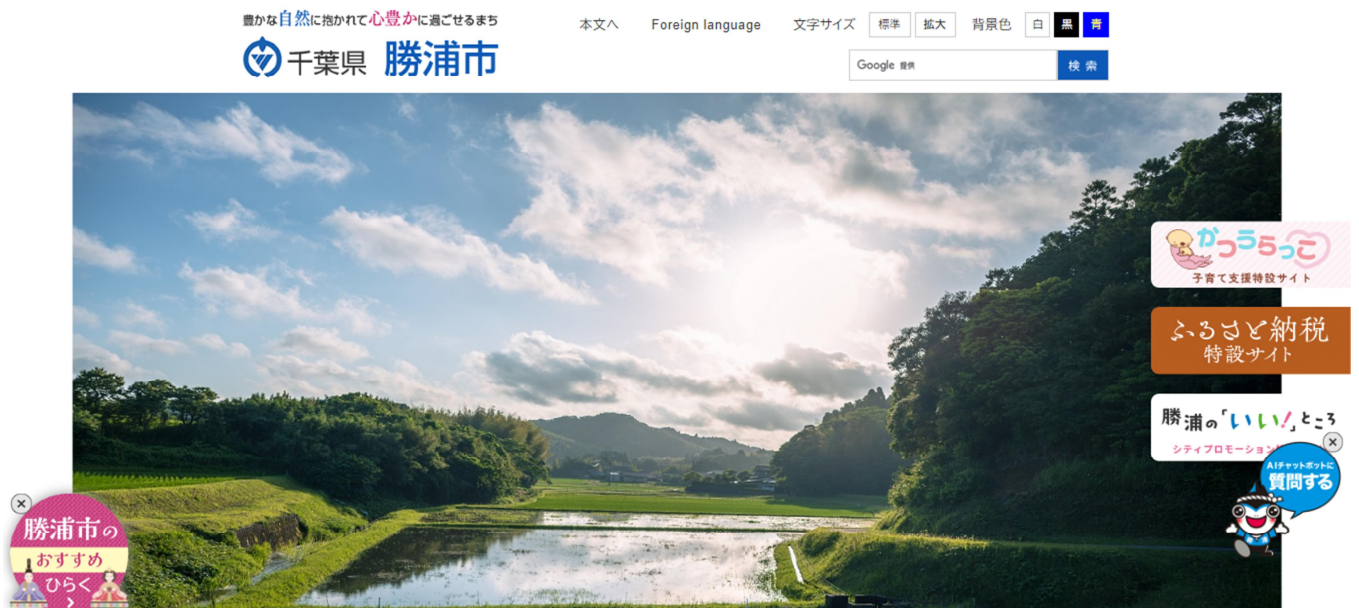 豊かな自然に抱かれて心豊かに過ごせるまち
千葉県 勝浦市
本文へ Foreign language 文字サイズ 標準 拡大 背景色 白 黒 青
Google 提供 検索
かつうらっこ
子育て支援特設サイト
ふるさと納税
特設サイト
勝浦の「いい!」ところ
シティプロモーション
AIチャットボットに
質問する
勝浦市の
おすすめ
ひらく